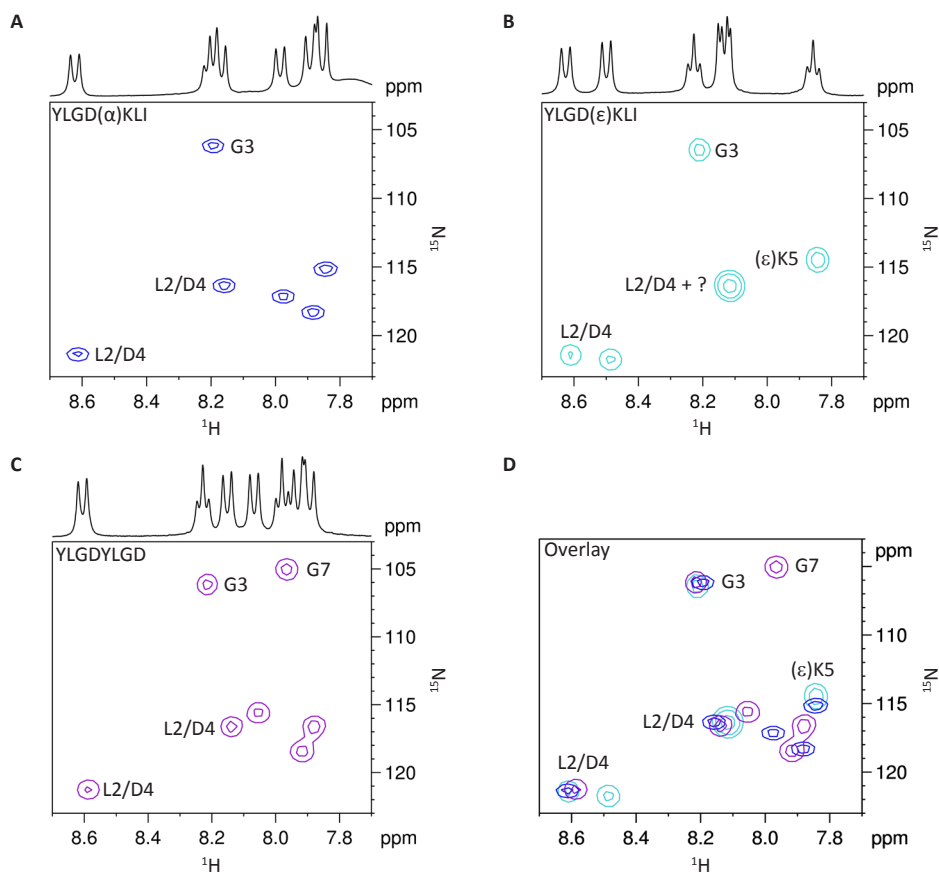 A
ppm
YLGD(α)KLI
G3
L2/D4
L2/D4
105
110
115
120
15N
8.6 8.4 8.2 8.0 7.8 ppm
1H
B
ppm
YLGD(ε)KLI
G3
(ε)K5
L2/D4 + ?
L2/D4
105
110
115
120
15N
8.6 8.4 8.2 8.0 7.8 ppm
1H
C
ppm
YLGDYLGD
G7
G3
L2/D4
L2/D4
105
110
115
120
15N
8.6 8.4 8.2 8.0 7.8 ppm
1H
D
Overlay
ppm
G7
G3
(ε)K5
L2/D4
L2/D4
105
110
115
120
15N
8.6 8.4 8.2 8.0 7.8 ppm
1H